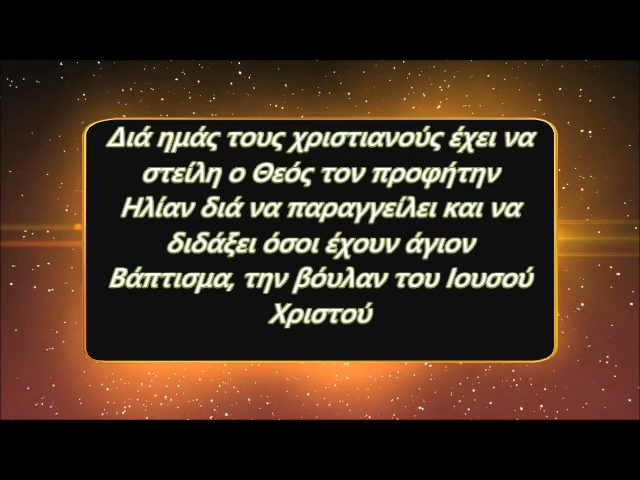 Διά ημάς τους χριστιανούς έχει να
στείλη ο Θεός τον προφήτην
Ηλίαν διά να παραγγείλει και να
διδάξει όσοι έχουν άγιον
Βάπτισμα, την βόυλαν του Ιουσού
Χριστού